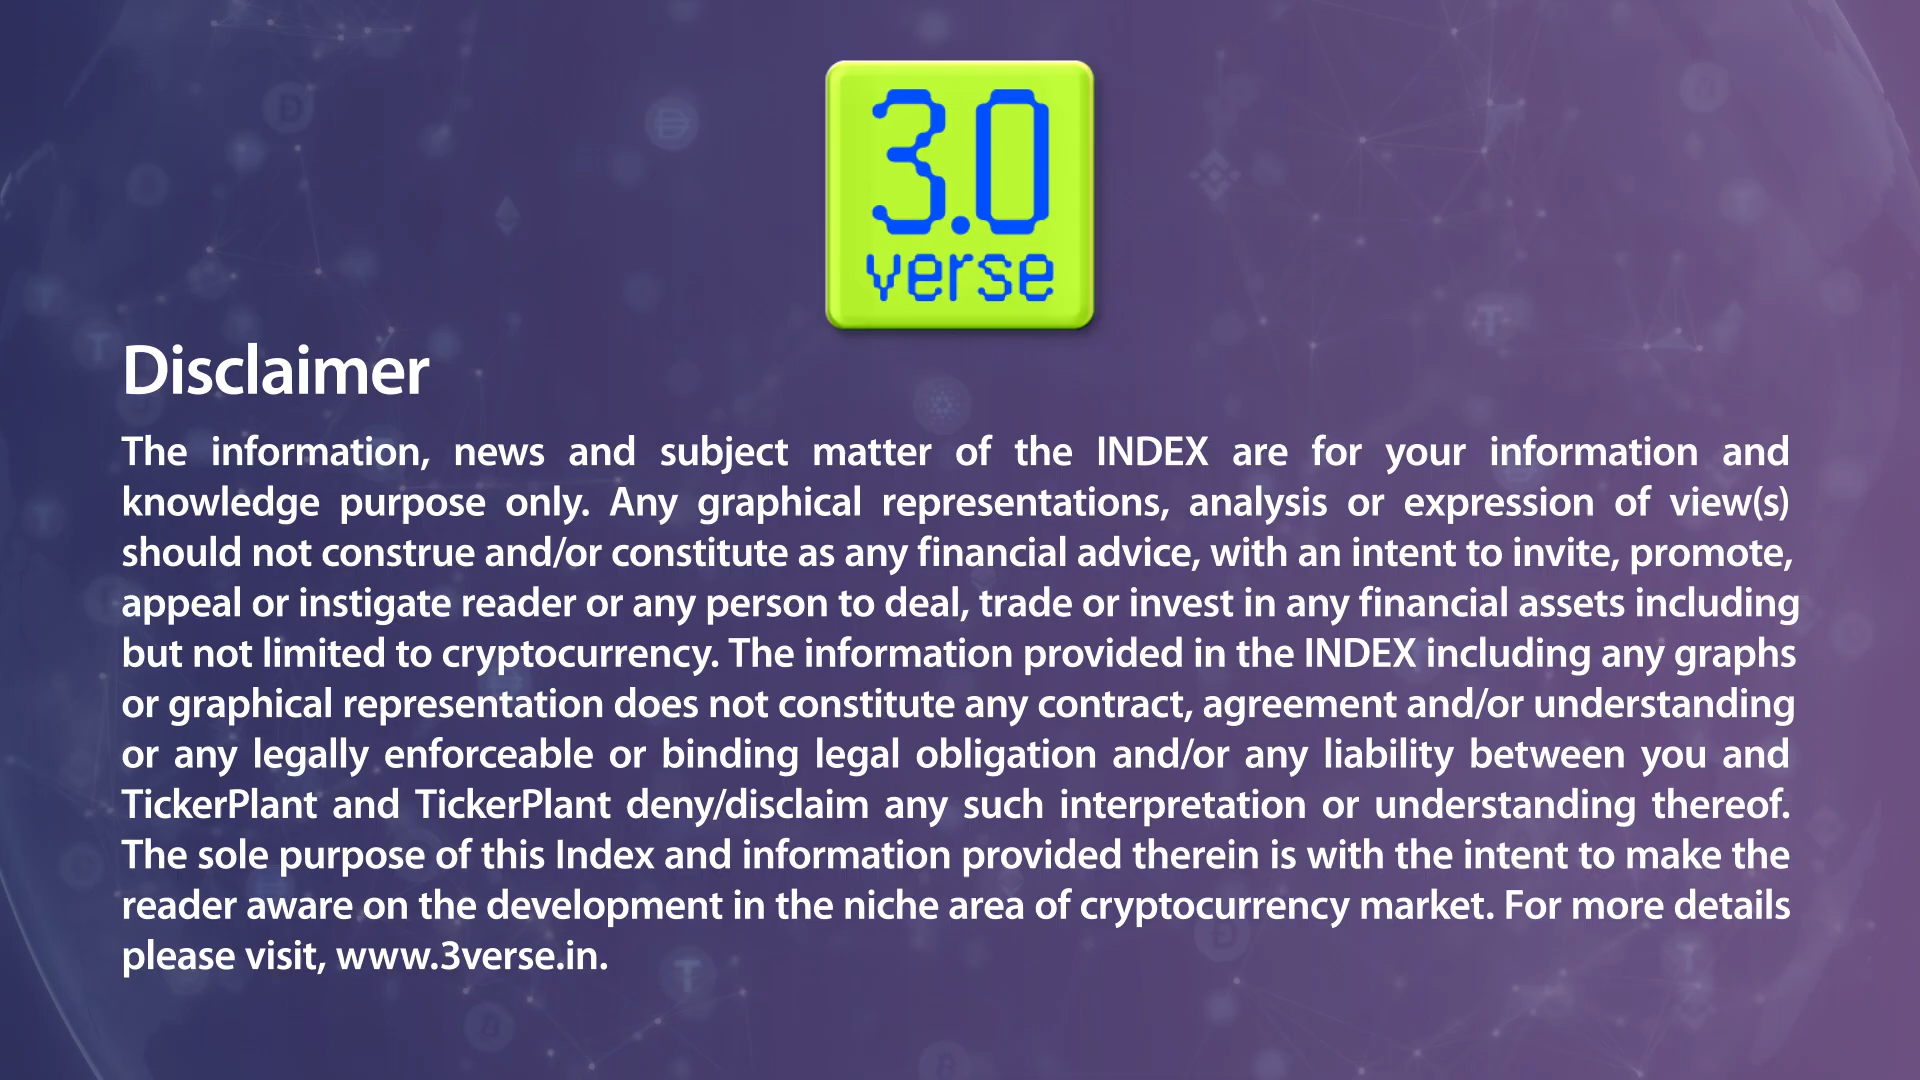 3.0
verse
Disclaimer
The information, news and subject matter of the INDEX are for your information and
knowledge purpose only. Any graphical representations, analysis or expression of view(s)
should not construe and/or constitute as any financial advice, with an intent to invite, promote,
appeal or instigate reader or any person to deal, trade or invest in any financial assets including
but not limited to cryptocurrency. The information provided in the INDEX including any graphs
or graphical representation does not constitute any contract, agreement and/or understanding
or any legally enforceable or binding legal obligation and/or any liability between you and
TickerPlant and TickerPlant deny/disclaim any such interpretation or understanding thereof.
The sole purpose of this Index and information provided therein is with the intent to make the
reader aware on the development in the niche area of cryptocurrency market. For more details
please visit, www.3verse.in.